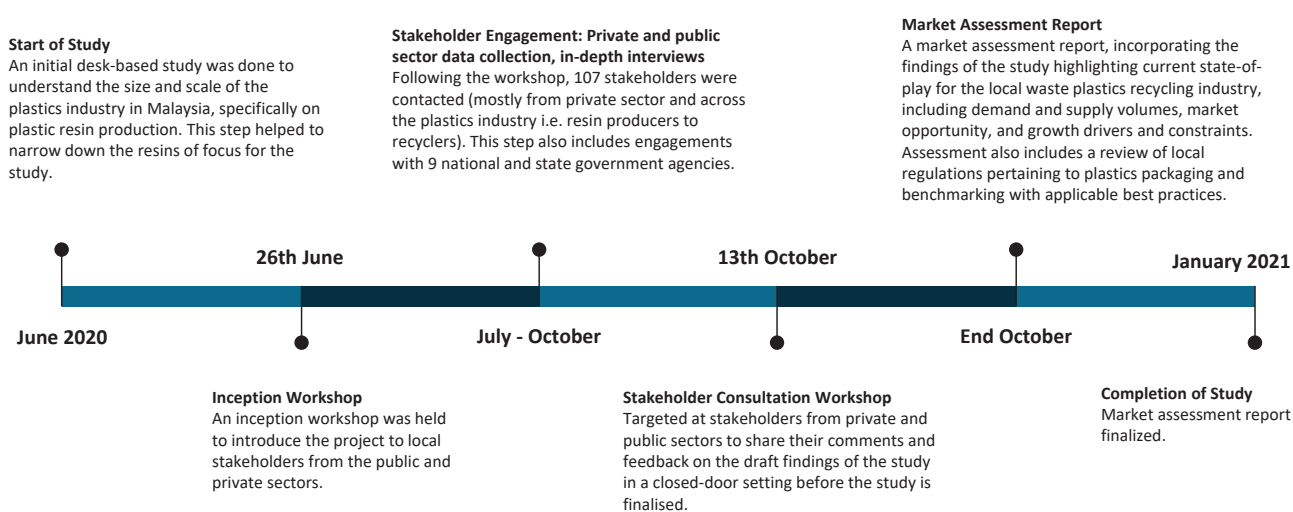 Start of Study
An initial desk-based study was done to
understand the size and scale of the
plastics industry in Malaysia, specifically on
plastic resin production. This step helped to
narrow down the resins of focus for the
study.
Stakeholder Engagement: Private and public
sector data collection, in-depth interviews
Following the workshop, 107 stakeholders were
contacted (mostly from private sector and across
the plastics industry i.e. resin producers to
recyclers). This step also includes engagements
with 9 national and state government agencies.
Market Assessment Report
A market assessment report, incorporating the
findings of the study highlighting current state-of-
play for the local waste plastics recycling industry,
including demand and supply volumes, market
opportunity, and growth drivers and constraints.
Assessment also includes a review of local
regulations pertaining to plastics packaging and
benchmarking with applicable best practices.
26th June
13th October
January 2021
June 2020
July - October
End October
Inception Workshop
An inception workshop was held
to introduce the project to local
stakeholders from the public and
private sectors.
Stakeholder Consultation Workshop
Targeted at stakeholders from private and
public sectors to share their comments and
feedback on the draft findings of the study
in a closed-door setting before the study is
finalised.
Completion of Study
Market assessment report
finalized.